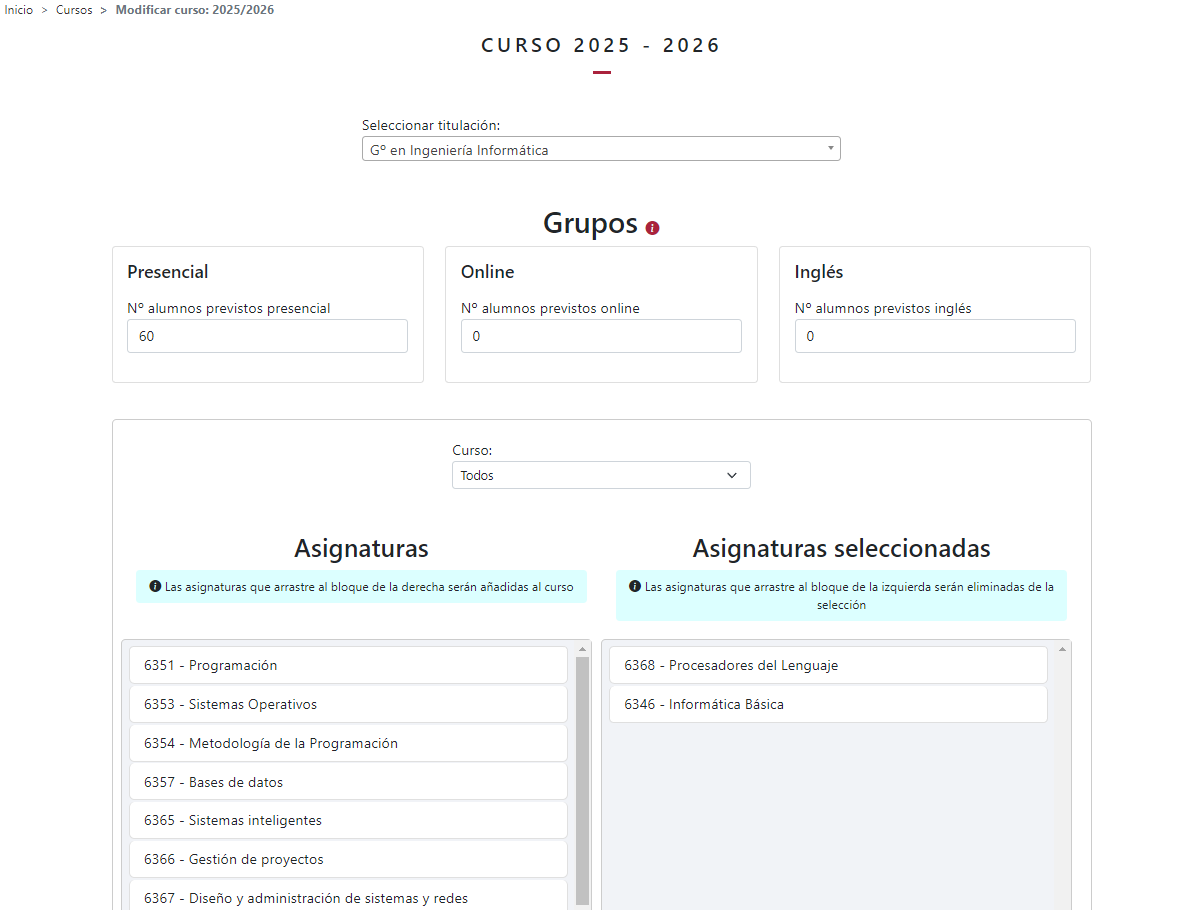 Inicio > Cursos > Modificar curso: 2025/2026
CURSO 2025 - 2026
Seleccionar titulación:
Gº en Ingeniería Informática
Grupos
Presencial
Nº alumnos previstos presencial
60
Online
Nº alumnos previstos online
0
Inglés
Nº alumnos previstos inglés
0
Curso:
Todos
Asignaturas
Las asignaturas que arrastre al bloque de la derecha serán añadidas al curso
6351 - Programación
6353 - Sistemas Operativos
6354 - Metodología de la Programación
6357 - Bases de datos
6365 - Sistemas inteligentes
6366 - Gestión de proyectos
6367 - Diseño y administración de sistemas y redes
Asignaturas seleccionadas
Las asignaturas que arrastre al bloque de la izquierda serán eliminadas de la
selección
6368 - Procesadores del Lenguaje
6346 - Informática Básica